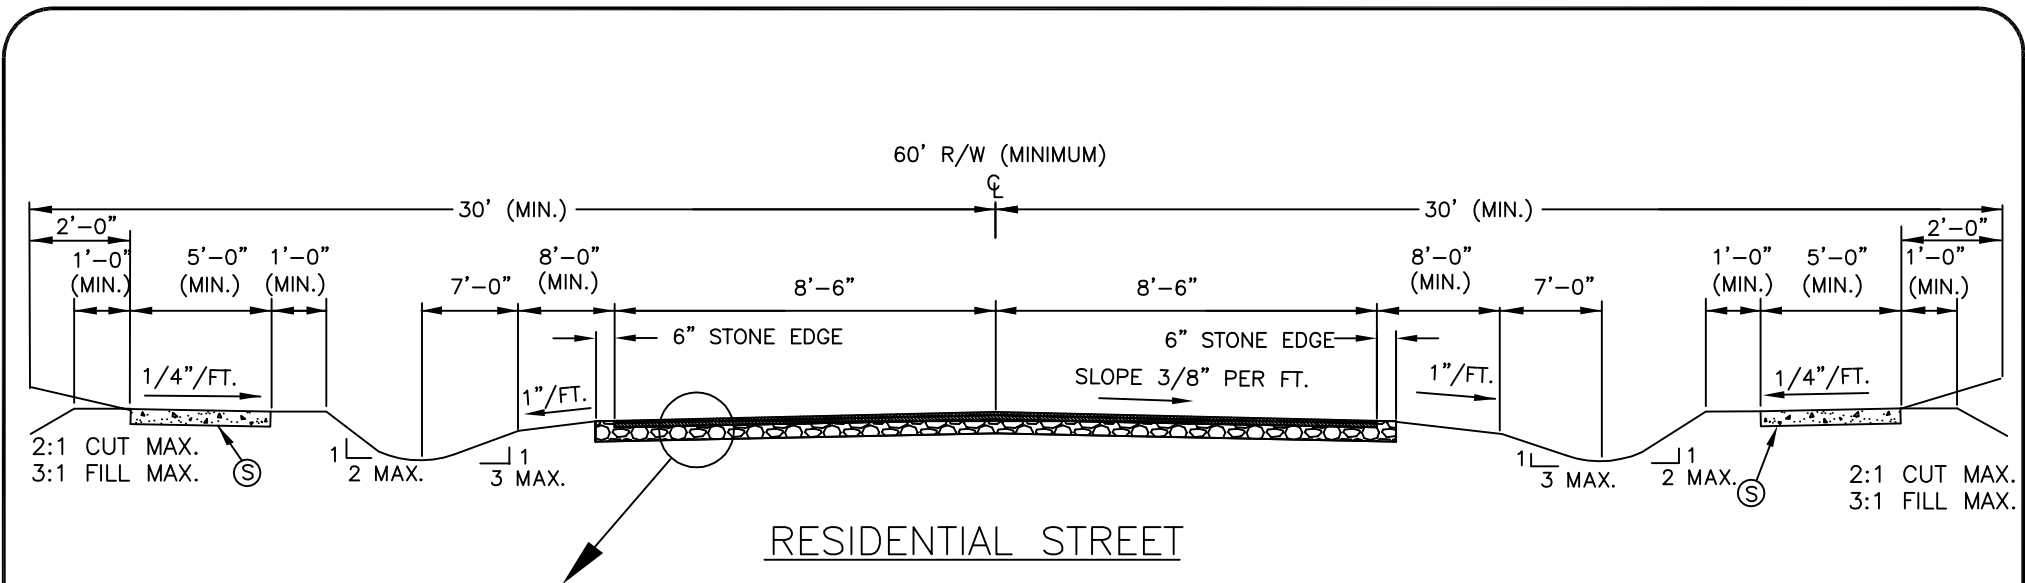 60' R/W (MINIMUM)
℄
30' (MIN.) 30' (MIN.)
2'-0" 2'-0"
1'-0" 5'-0" 1'-0" 8'-0" 8'-0" 1'-0" 5'-0" 1'-0"
(MIN.) (MIN.) (MIN.) (MIN.) (MIN.) (MIN.) (MIN.) (MIN.)
7'-0" 8'-6" 8'-6" 7'-0"
6" STONE EDGE 6" STONE EDGE
1/4"/FT. 1"/FT. SLOPE 3/8" PER FT. 1"/FT. 1/4"/FT.
2:1 CUT MAX.
3:1 FILL MAX.
S
1
2 MAX.
1
3 MAX.
1
3 MAX.
1
2 MAX.
S
2:1 CUT MAX.
3:1 FILL MAX.
RESIDENTIAL STREET